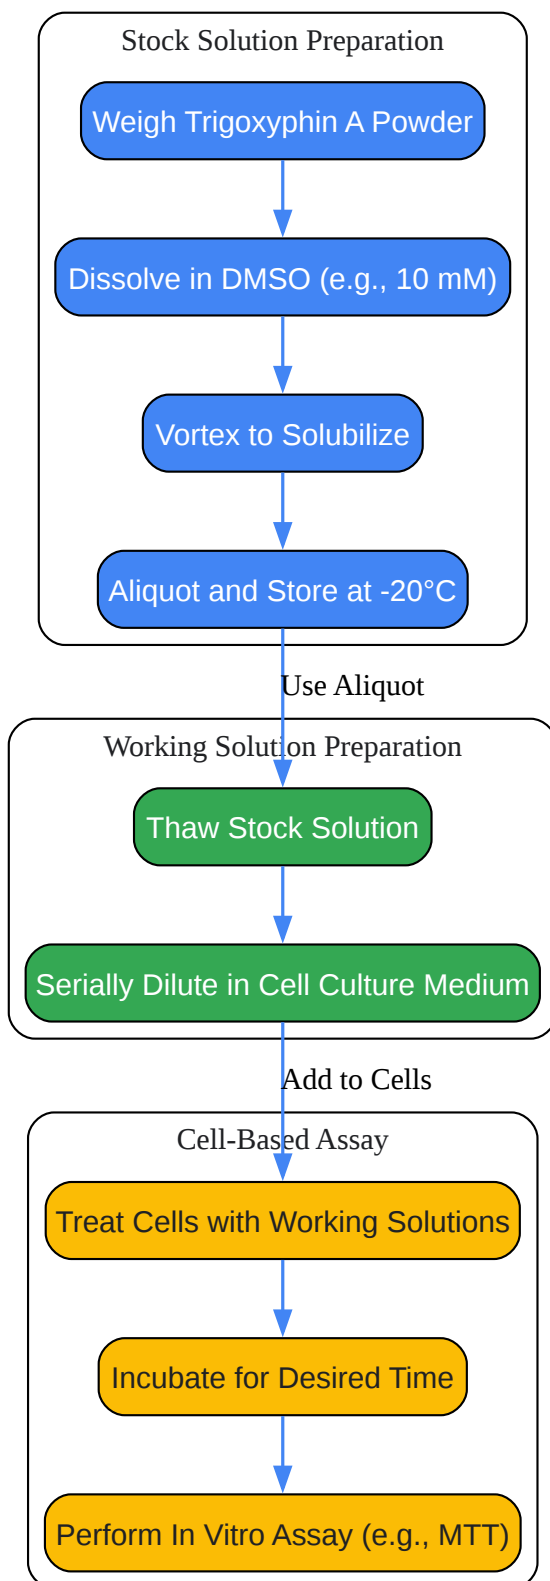 Stock Solution Preparation
Weigh Trigoxyphin A Powder
Dissolve in DMSO (e.g., 10 mM)
Vortex to Solubilize
Aliquot and Store at -20°C
Use Aliquot
Working Solution Preparation
Thaw Stock Solution
Serially Dilute in Cell Culture Medium
Add to Cells
Cell-Based Assay
Treat Cells with Working Solutions
Incubate for Desired Time
Perform In Vitro Assay (e.g., MTT)